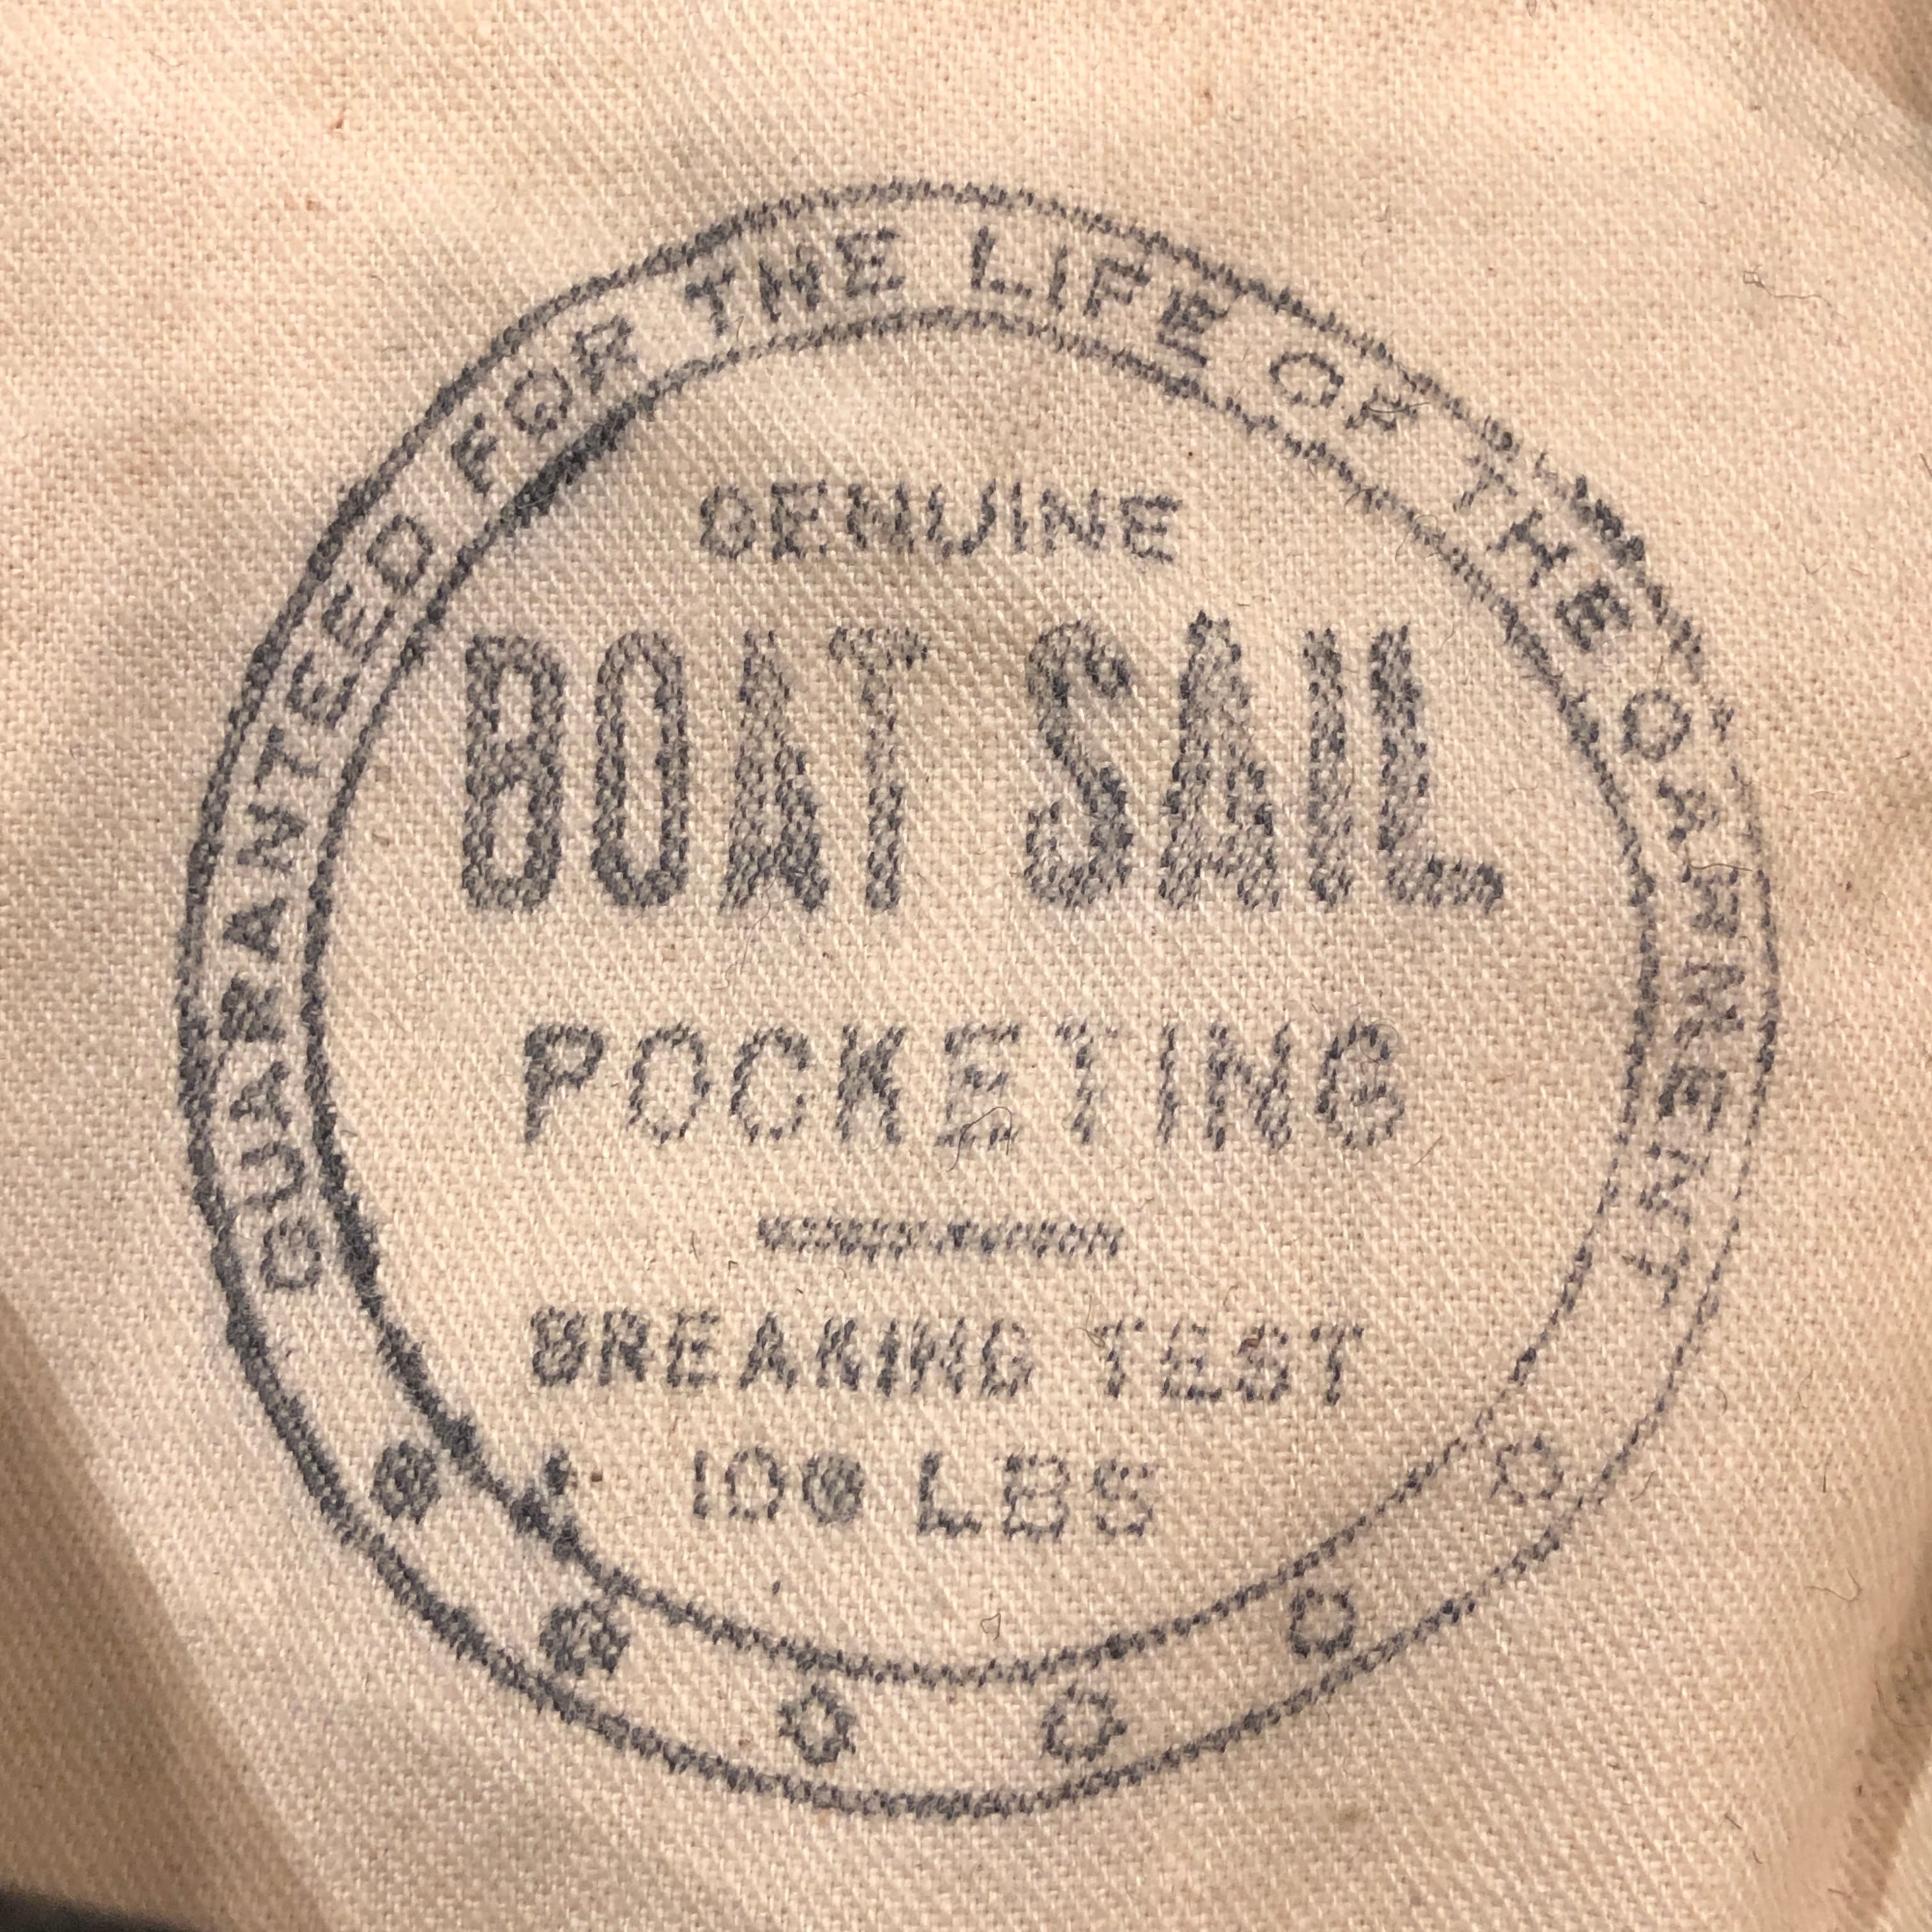 GUARANTEED FOR THE LIFE OF THE GARMENT
GENUINE
BOAT SAIL
POCKETING
BREAKING TEST
100 LBS